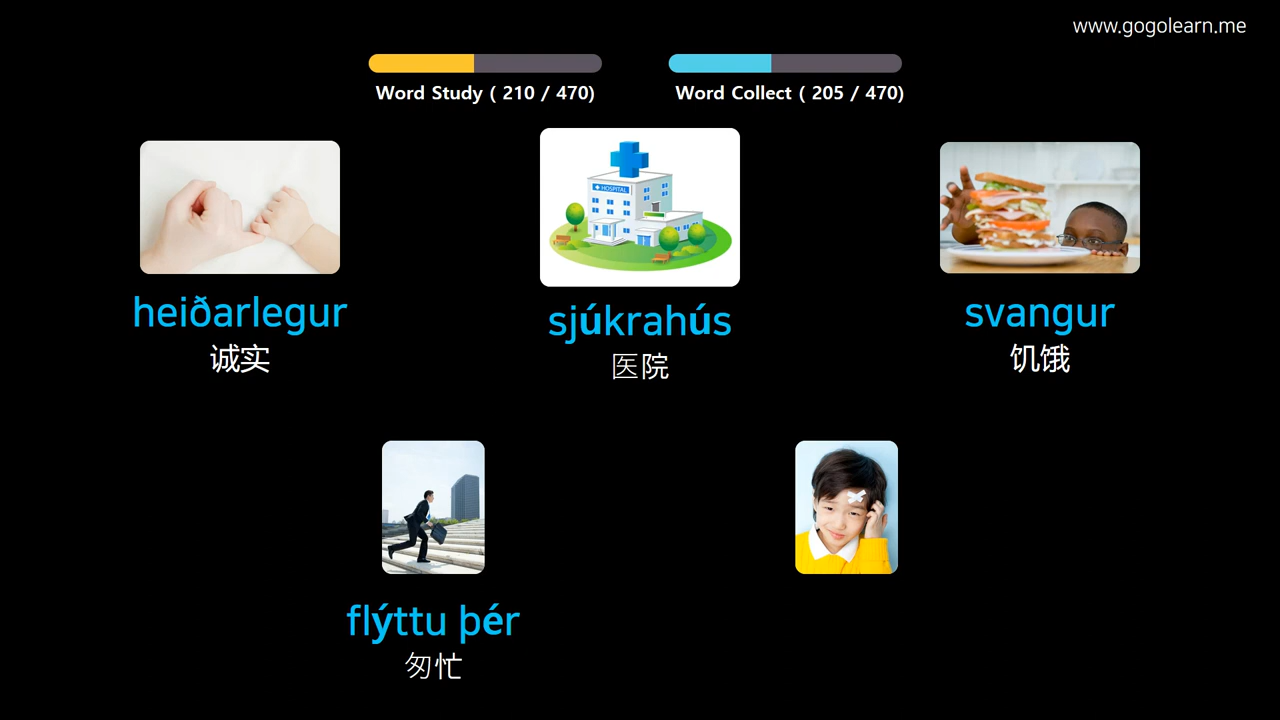 www.gogolearn.me
Word Study ( 210 / 470)
Word Collect ( 205 / 470)
HOSPITAL
heiðarlegur
诚实
sjúkrahús
医院
svangur
饥饿
flýttu þér
匆忙